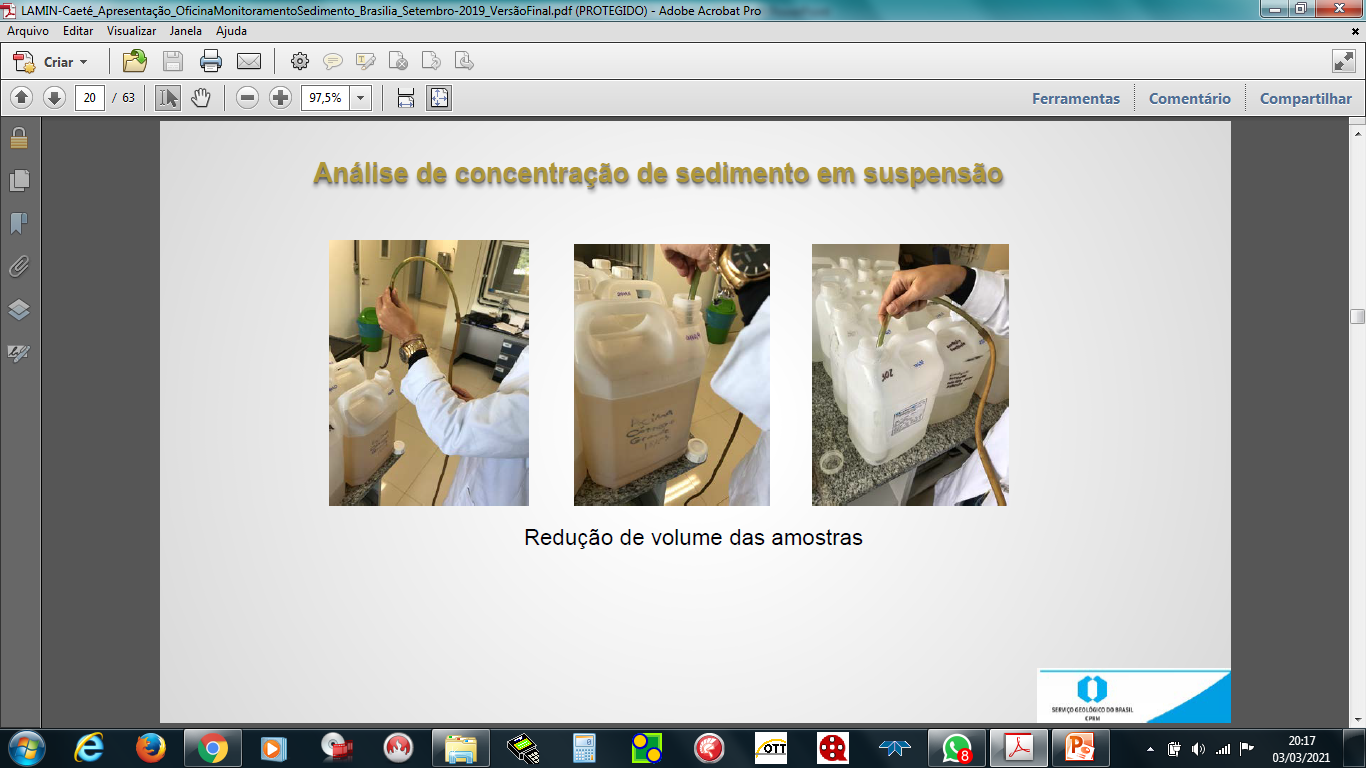 LAMIN-Caeté_Apresentação_OficinaMonitoramentoSedimento_Brasilia_Setembro-2019_VersãoFinal.pdf (PROTEGIDO) - Adobe Acrobat Pro
Arquivo Editar Visualizar Janela Ajuda
Criar
20 / 63
97,5%
Ferramentas Comentário Compartilhar
Análise de concentração de sedimento em suspensão
Redução de volume das amostras
SERVIÇO GEOLÓGICO DO BRASIL
CPRM
OTT
8
20:17
03/03/2021